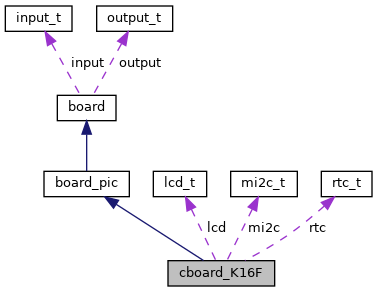 input_t
output_t
input
output
board
board_pic
lcd_t
mi2c_t
rtc_t
lcd
mi2c
rtc
cboard_K16F